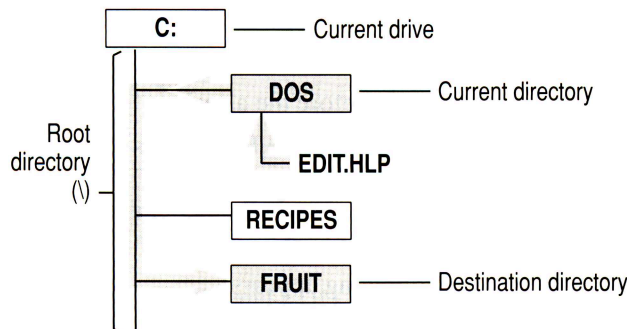 C:
Current drive
DOS
Current directory
Root
directory
(\)
EDIT.HLP
RECIPES
FRUIT
Destination directory